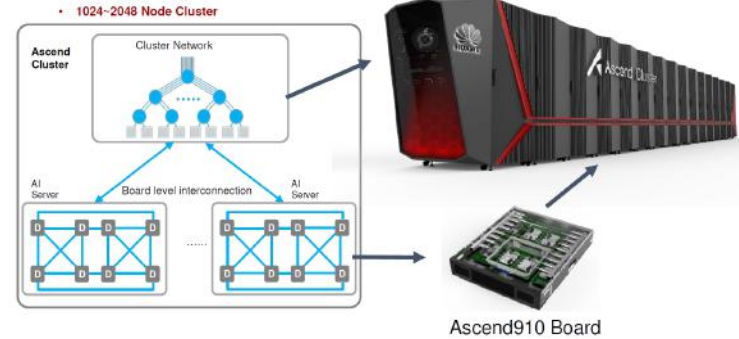 • 1024~2048 Node Cluster
Ascend
Cluster
Cluster Network
AI
Server
Board level interconnection
AI
Server
D D D D
D D D D
......
D D D D
D D D D
HUAWEI
Ascend Cluster
Ascend910 Board